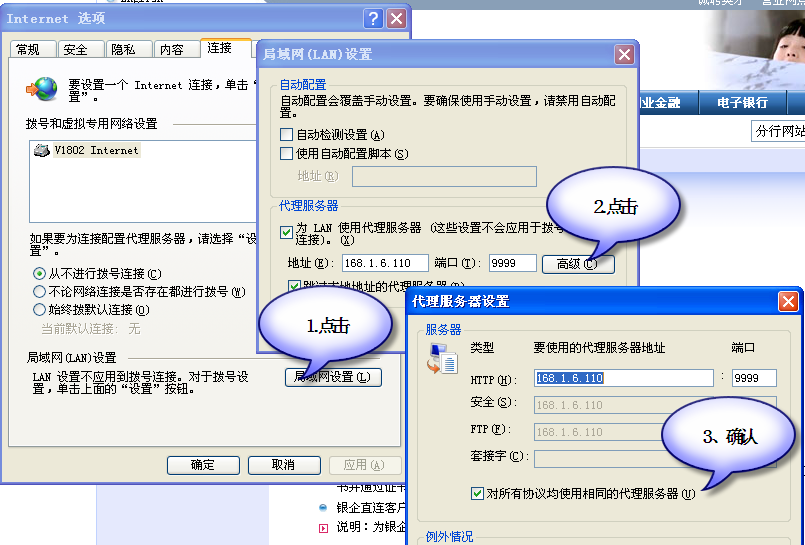 Internet 选项
常规
安全
隐私
内容
连接
要设置一个 Internet 连接，单击“
置”。
拨号和虚拟专用网络设置
V1802 Internet
如果要为连接配置代理服务器，请选择“设
置”。
从不进行拨号连接(C)
不论网络连接是否存在都进行拨号(W)
始终拨默认连接(O)
当前默认连接： 无
局域网(LAN)设置
LAN 设置不应用到拨号连接。对于拨号设
置，单击上面的“设置”按钮。
局域网设置(L)
确定
取消
应用(A)
局域网(LAN)设置
自动配置
自动配置会覆盖手动设置。要确保使用手动设置，请禁用自动配
置。
自动检测设置(A)
使用自动配置脚本(S)
地址(R)
代理服务器
为 LAN 使用代理服务器（这些设置不会应用于拨号
连接）。(X)
地址(E)： 168.1.6.110 端口(T)： 9999 高级(C)
跳过本地地址的代理服务器(B)
1.点击
2.点击
代理服务器设置
服务器
类型 要使用的代理服务器地址 端口
HTTP(H)： 168.1.6.110 : 9999
安全(S)： 168.1.6.110
FTP(F)： 168.1.6.110
套接字(C)：
3、确认
对所有协议均使用相同的代理服务器(U)
例外情况
业金融
电子银行
分行网站
书并通过证书
银企直连客户
说明：为银企